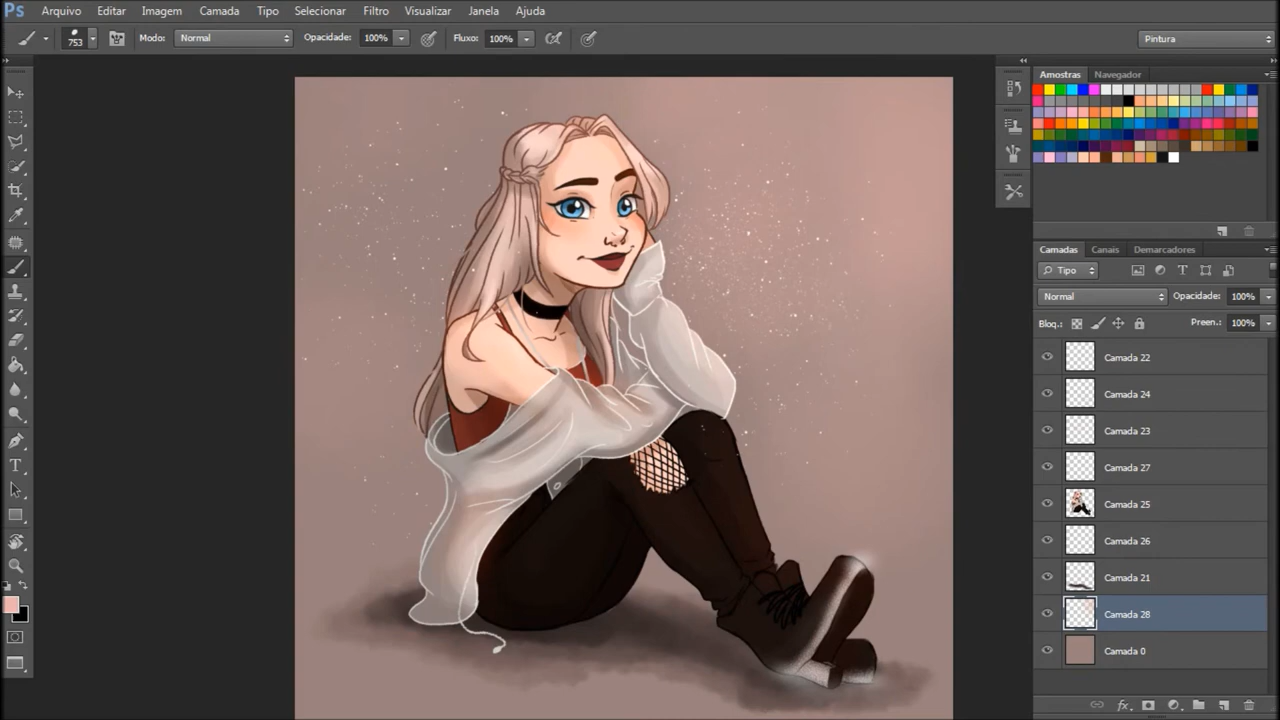 Ps Arquivo Editar Imagem Camada Tipo Selecionar Filtro Visualizar Janela Ajuda
753 Modo: Normal Opacidade: 100% Fluxo: 100% Pintura
Amostras Navegador
Camadas Canais Demarcadores
Tipo
Normal Opacidade: 100%
Bloq.: Preen.: 100%
Camada 22
Camada 24
Camada 23
Camada 27
Camada 25
Camada 26
Camada 21
Camada 28
Camada 0
fx
T